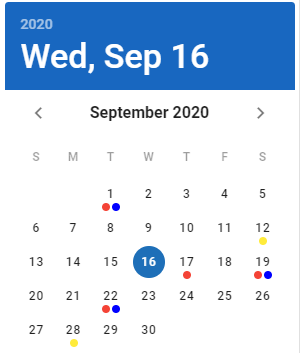 2020
Wed, Sep 16
September 2020
S M T W T F S
1 2 3 4 5
6 7 8 9 10 11 12
13 14 15 16 17 18 19
20 21 22 23 24 25 26
27 28 29 30